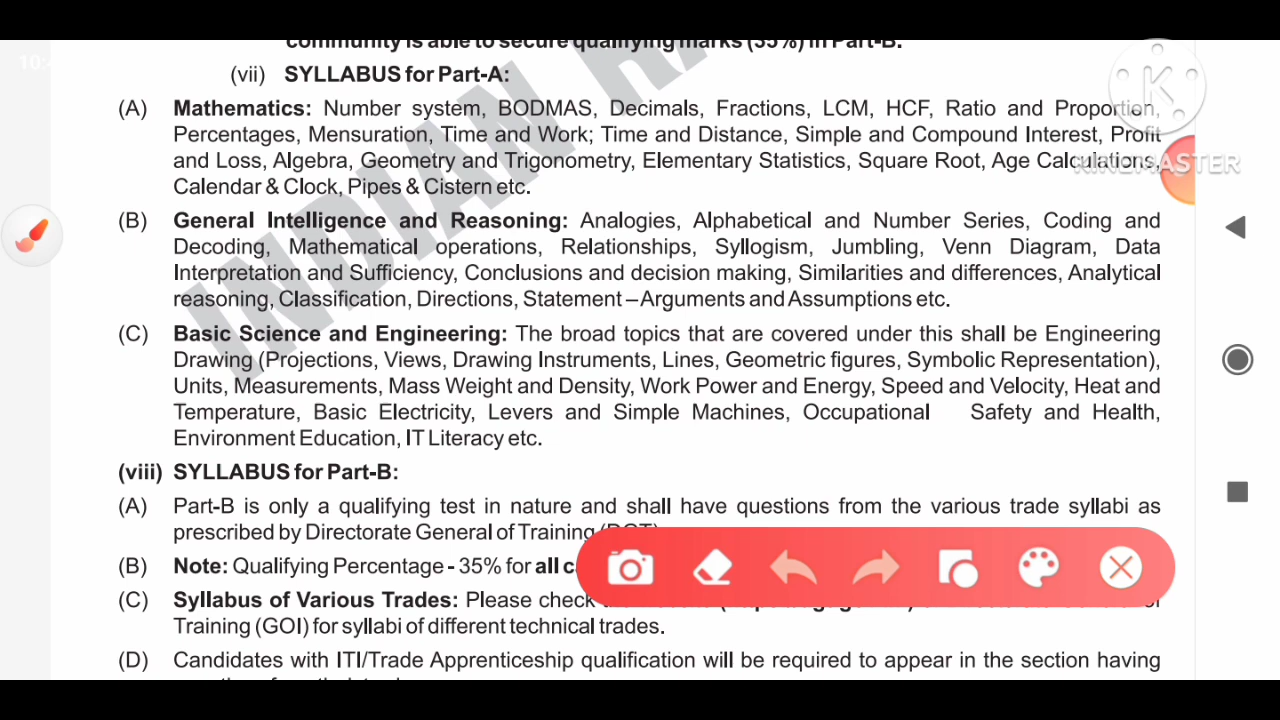 community is able to secure qualifying marks (35%) in Part-B.
(vii) SYLLABUS for Part-A:
(A) Mathematics: Number system, BODMAS, Decimals, Fractions, LCM, HCF, Ratio and Proportion,
Percentages, Mensuration, Time and Work; Time and Distance, Simple and Compound Interest, Profit
and Loss, Algebra, Geometry and Trigonometry, Elementary Statistics, Square Root, Age Calculations,
Calendar & Clock, Pipes & Cistern etc.
(B) General Intelligence and Reasoning: Analogies, Alphabetical and Number Series, Coding and
Decoding, Mathematical operations, Relationships, Syllogism, Jumbling, Venn Diagram, Data
Interpretation and Sufficiency, Conclusions and decision making, Similarities and differences, Analytical
reasoning, Classification, Directions, Statement – Arguments and Assumptions etc.
(C) Basic Science and Engineering: The broad topics that are covered under this shall be Engineering
Drawing (Projections, Views, Drawing Instruments, Lines, Geometric figures, Symbolic Representation),
Units, Measurements, Mass Weight and Density, Work Power and Energy, Speed and Velocity, Heat and
Temperature, Basic Electricity, Levers and Simple Machines, Occupational Safety and Health,
Environment Education, IT Literacy etc.
(viii) SYLLABUS for Part-B:
(A) Part-B is only a qualifying test in nature and shall have questions from the various trade syllabi as
prescribed by Directorate General of Training
(B) Note: Qualifying Percentage - 35% for all
(C) Syllabus of Various Trades: Please check
Training (GOI) for syllabi of different technical trades.
(D) Candidates with ITI/Trade Apprenticeship qualification will be required to appear in the section having
INDIAN
K
KINEMASTER